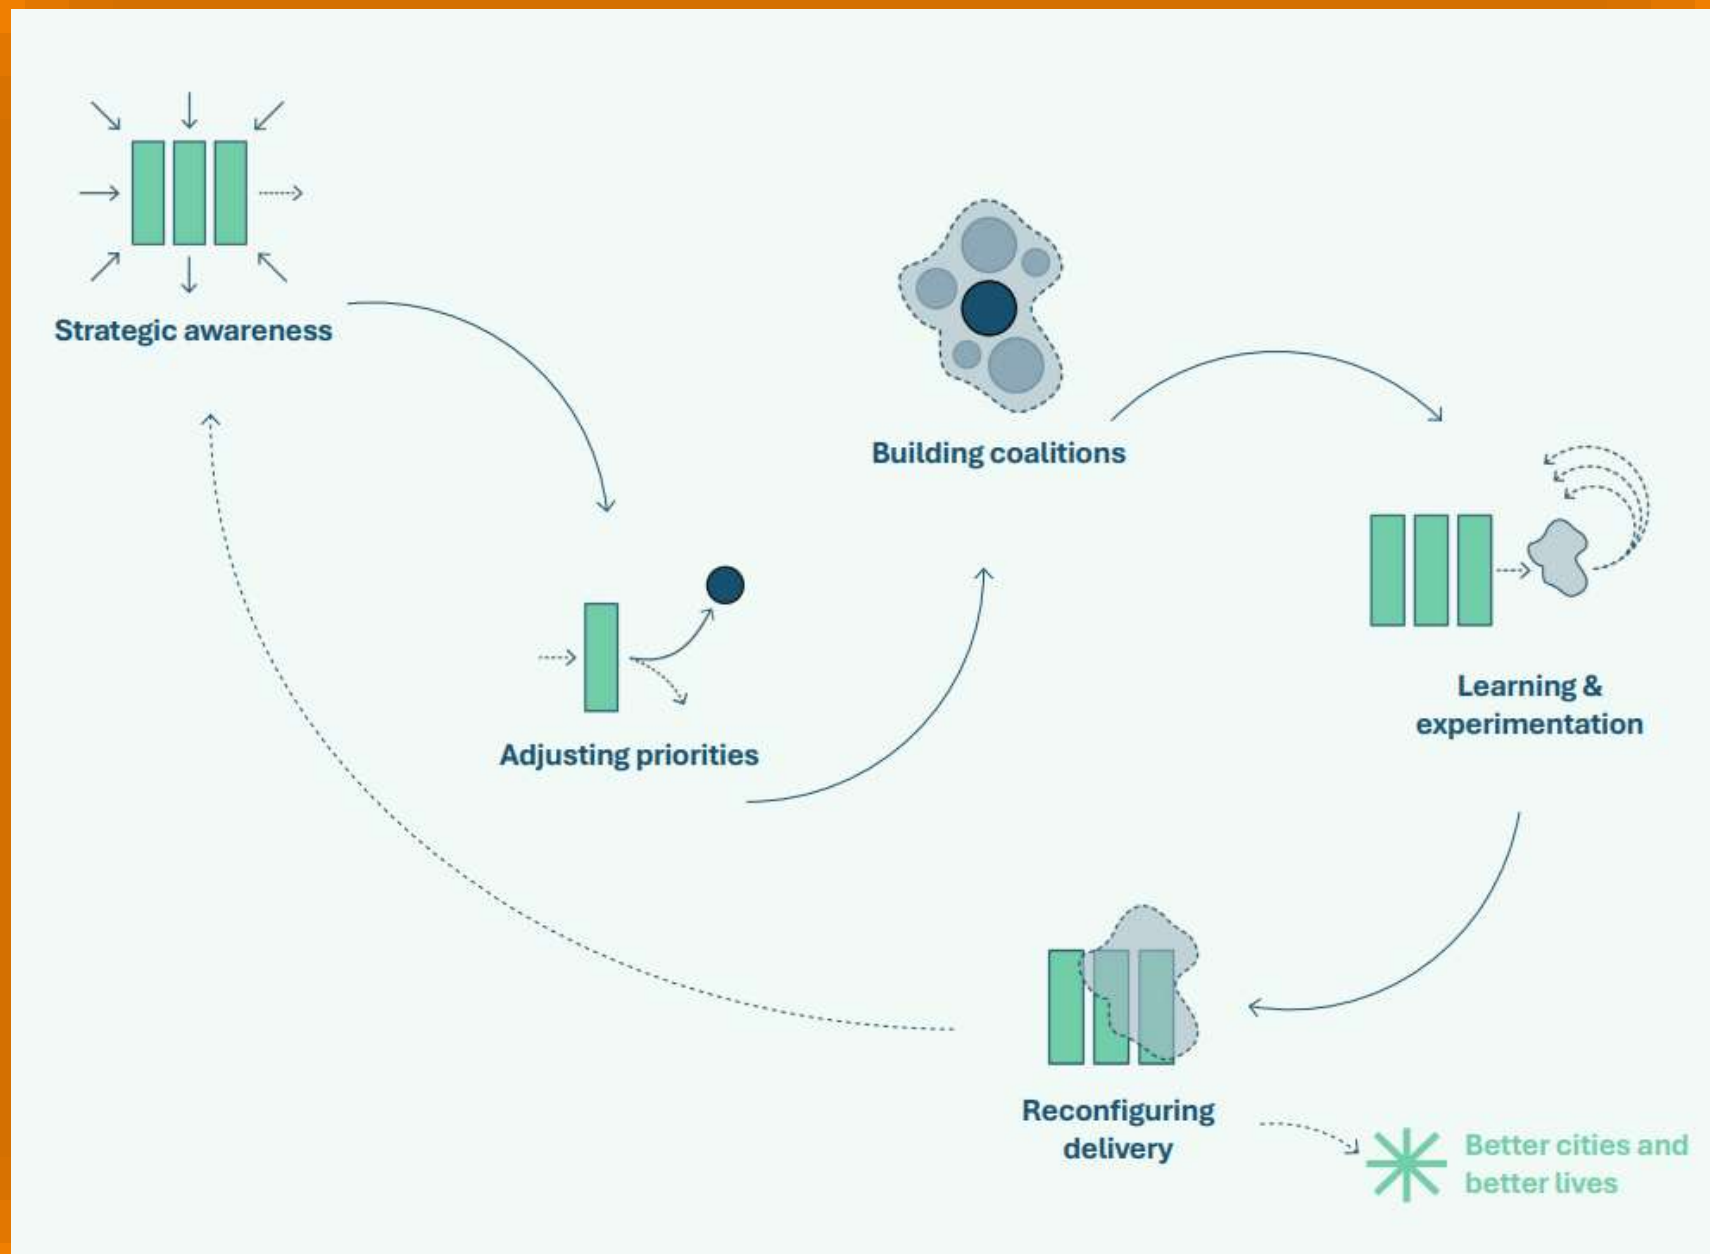 Strategic awareness
Building coalitions
Adjusting priorities
Learning &
experimentation
Reconfiguring
delivery
Better cities and
better lives